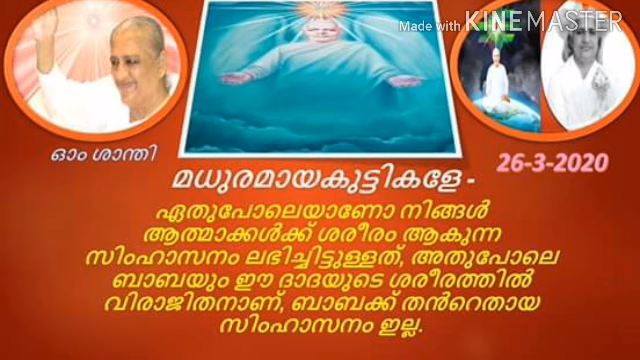 Made with KINEMASTER
ഓം ശാന്തി
26-3-2020
മധുരമായകുട്ടികളേ -
ഏതുപോലെയാണോ നിങ്ങൾ
ആത്മാക്കൾക്ക് ശരീരം ആകുന്ന
സിംഹാസനം ലഭിച്ചിട്ടുള്ളത്, അതുപോലെ
ബാബയും ഈ ദാദയുടെ ശരീരത്തിൽ
വിരാജിതനാണ്, ബാബക്ക് തൻറെതായ
സിംഹാസനം ഇല്ല.